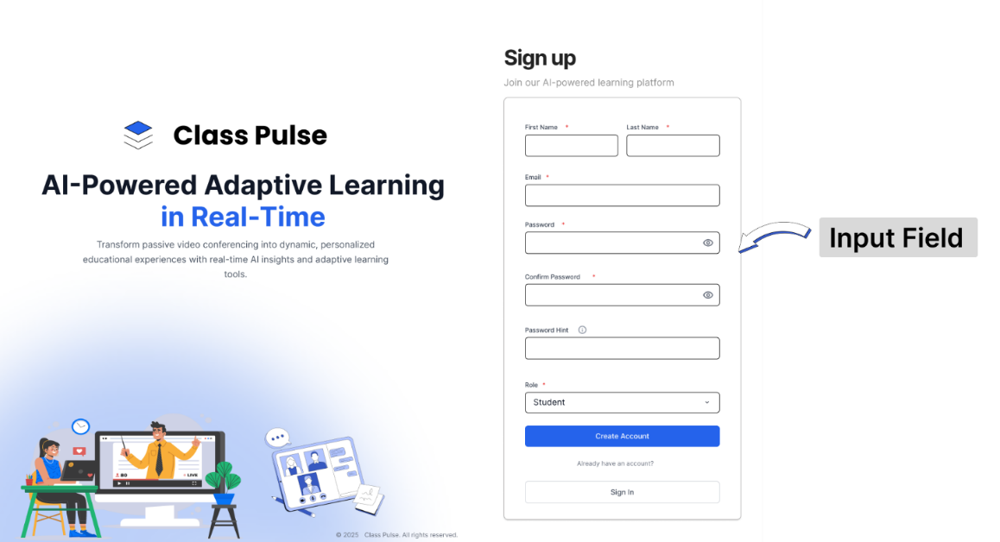 Class Pulse
AI-Powered Adaptive Learning
in Real-Time
Transform passive video conferencing into dynamic, personalized
educational experiences with real-time AI insights and adaptive learning
tools.
80
LIVE
© 2025 Class Pulse. All rights reserved.
Sign up
Join our AI-powered learning platform
First Name * Last Name *
Email *
Password *
Confirm Password *
Password Hint
Role *
Student
Create Account
Already have an account?
Sign In
Input Field